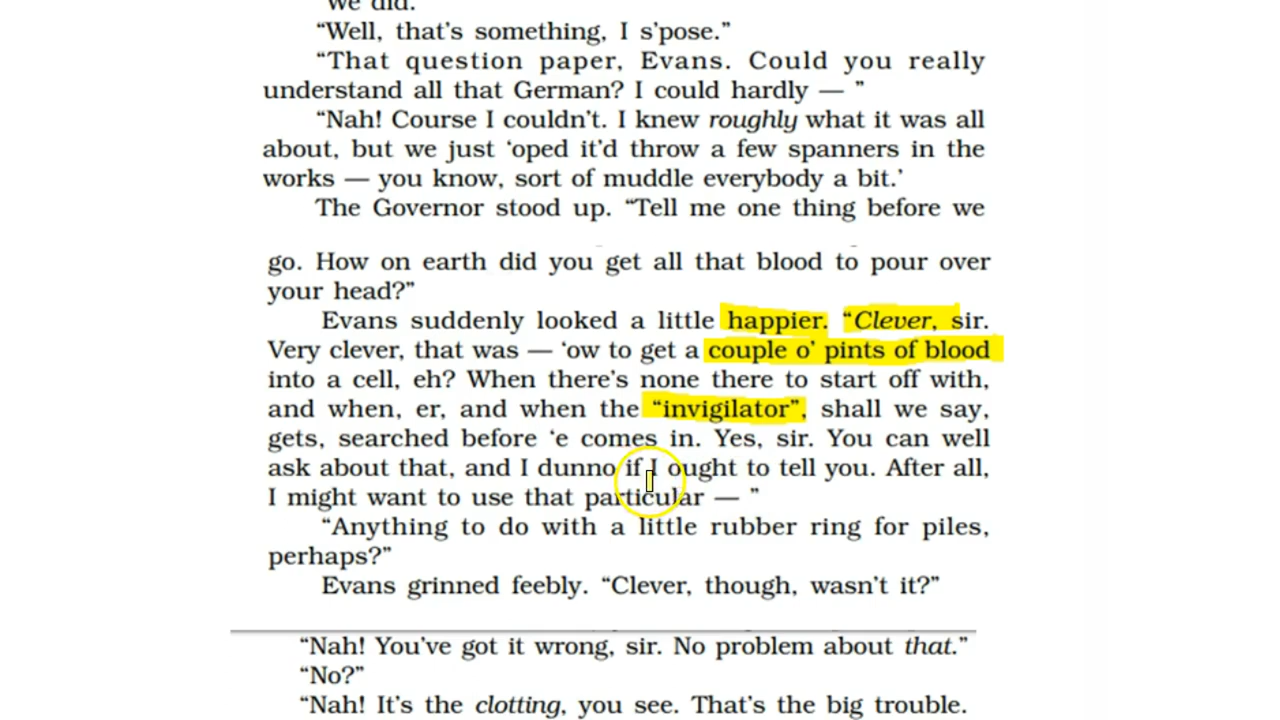 we did.
“Well, that’s something, I s’pose.”
“That question paper, Evans. Could you really
understand all that German? I could hardly — ”
“Nah! Course I couldn’t. I knew roughly what it was all
about, but we just ‘oped it’d throw a few spanners in the
works — you know, sort of muddle everybody a bit.’
The Governor stood up. “Tell me one thing before we
go. How on earth did you get all that blood to pour over
your head?”
Evans suddenly looked a little happier. “Clever, sir.
Very clever, that was — ‘ow to get a couple o’ pints of blood
into a cell, eh? When there’s none there to start off with,
and when, er, and when the “invigilator”, shall we say,
gets, searched before ‘e comes in. Yes, sir. You can well
ask about that, and I dunno if I ought to tell you. After all,
I might want to use that particular — ”
“Anything to do with a little rubber ring for piles,
perhaps?”
Evans grinned feebly. “Clever, though, wasn’t it?”
“Nah! You’ve got it wrong, sir. No problem about that.”
“No?”
“Nah! It’s the clotting, you see. That’s the big trouble.